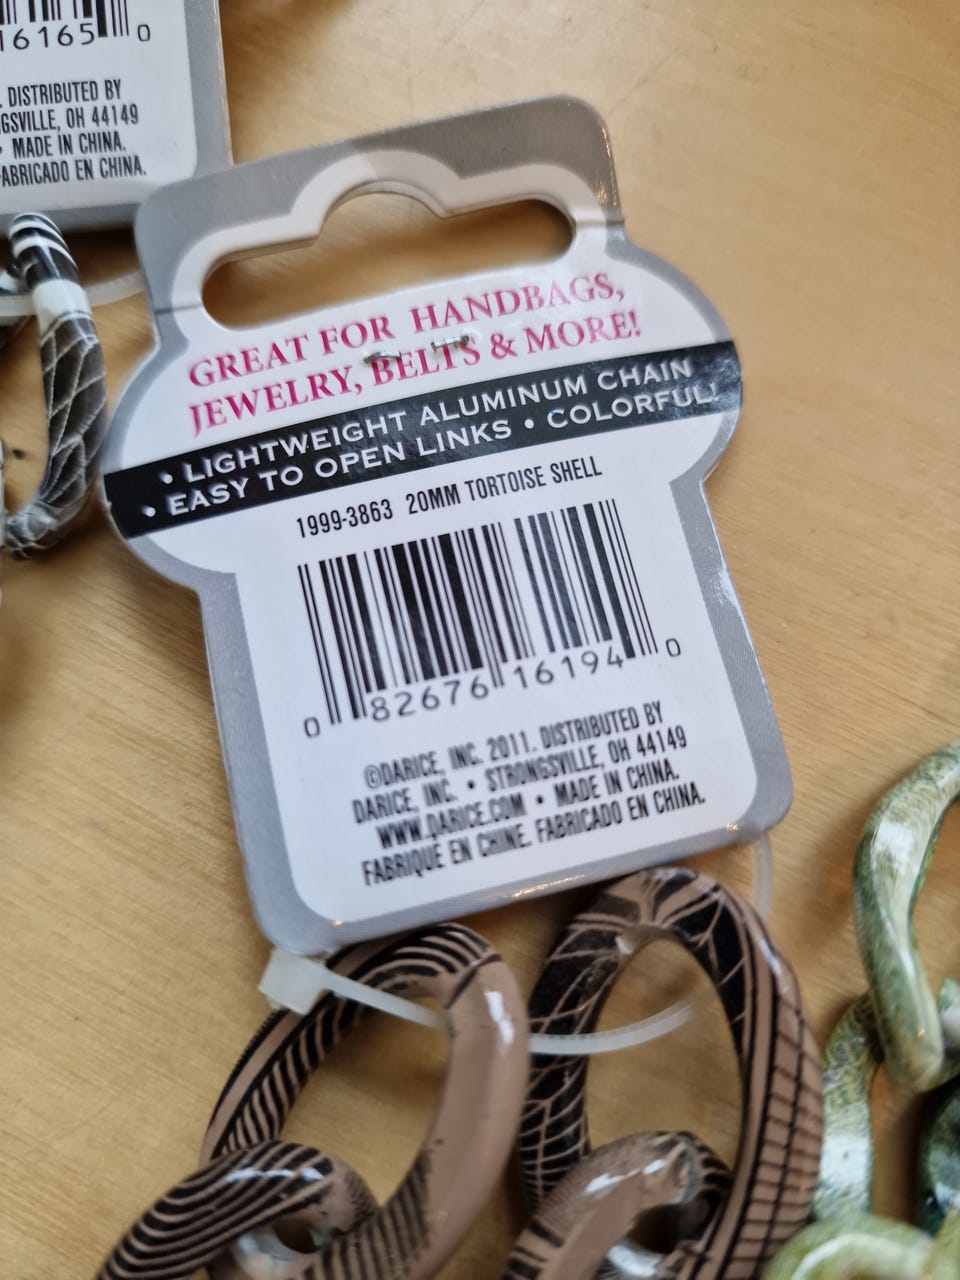 16165 0
. DISTRIBUTED BY
GSVILLE, OH 44149
• MADE IN CHINA.
FABRICADO EN CHINA.
GREAT FOR HANDBAGS,
JEWELRY, BELTS & MORE!
• LIGHTWEIGHT ALUMINUM CHAIN
• EASY TO OPEN LINKS • COLORFUL!
1999-3863 20MM TORTOISE SHELL
0 82676 16194 0
©DARICE, INC. 2011. DISTRIBUTED BY
DARICE, INC. • STRONGSVILLE, OH 44149
WWW.DARICE.COM • MADE IN CHINA.
FABRIQUÉ EN CHINE. FABRICADO EN CHINA.